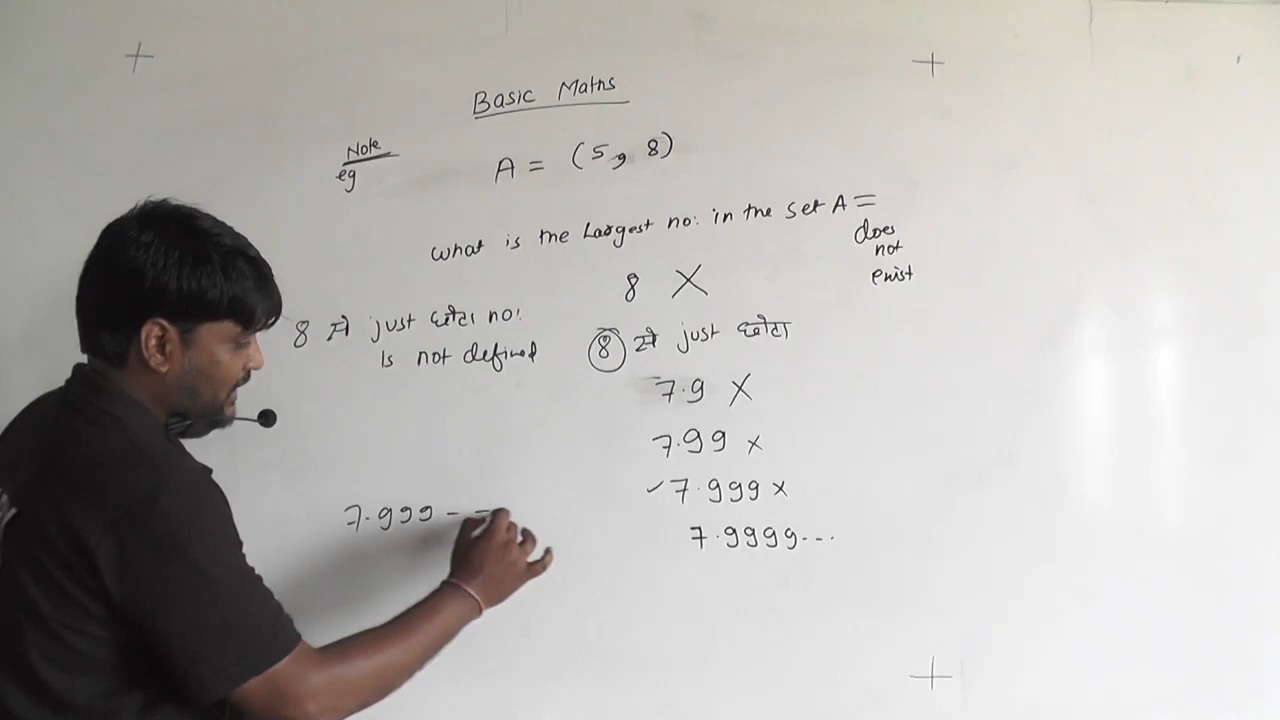 Basic Maths
Note
eg
A = (5, 8)
What is the Largest no: in the set A =
does
not
exist
8 X
8 से just छोटा no:
is not defined
8 से just छोटा
7.9 X
7.99 x
✓7.999 x
7.9999...
7.999 - -